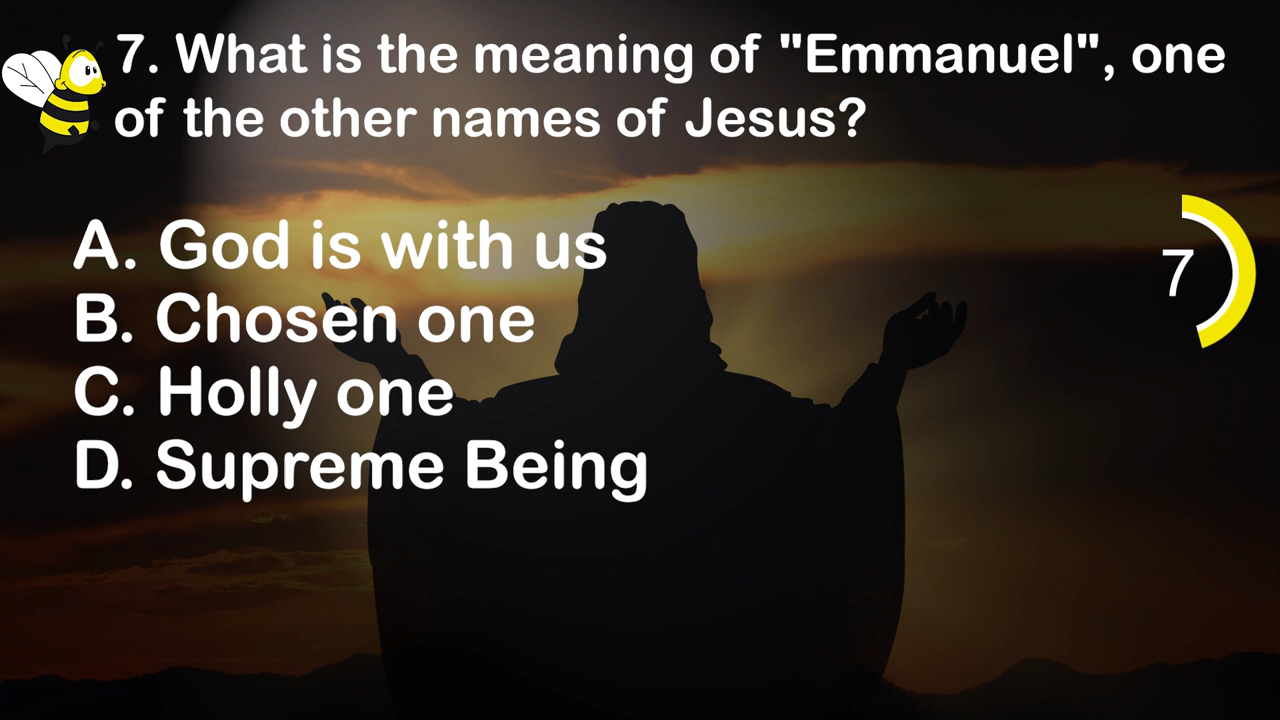 7. What is the meaning of "Emmanuel", one
of the other names of Jesus?
A. God is with us
B. Chosen one
C. Holly one
D. Supreme Being
7